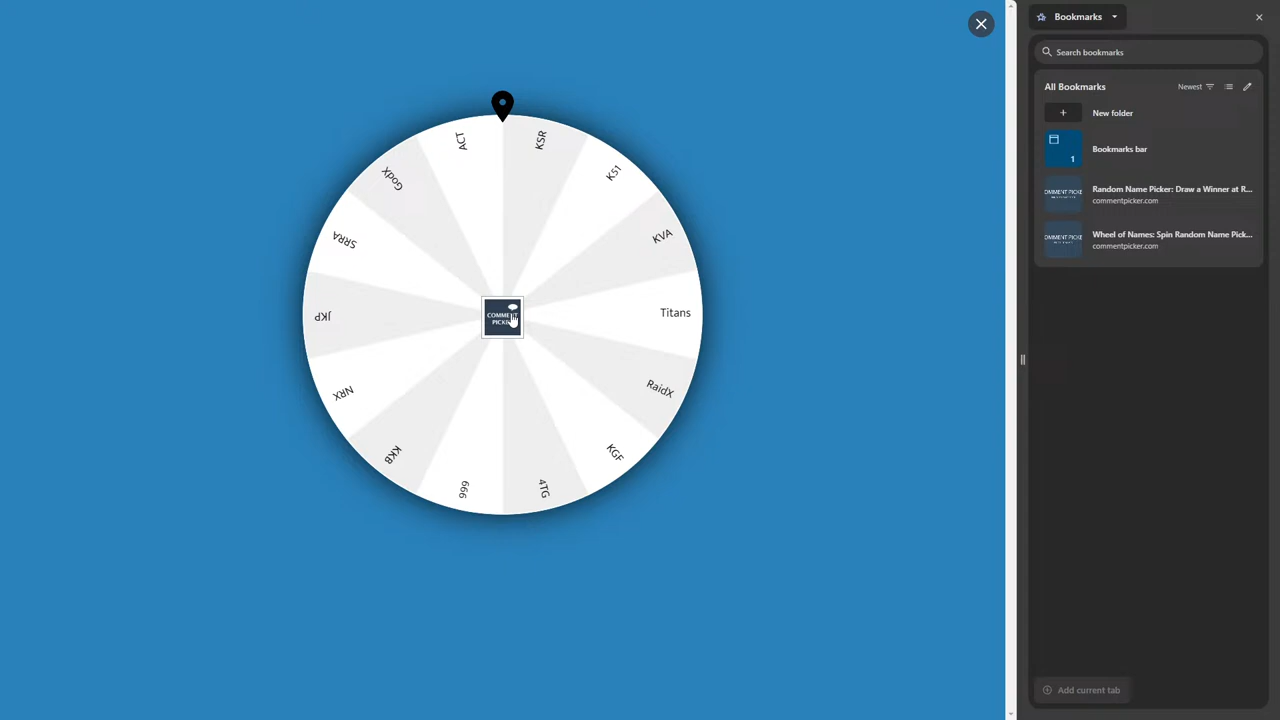 ACT
KSR
GodX
K51
SRRA
KVA
JKP
COMMENT
PICKER
Titans
NRX
RaidX
KKB
KGF
999
4TG
Bookmarks
Search bookmarks
All Bookmarks
Newest
New folder
1
Bookmarks bar
Random Name Picker: Draw a Winner at R...
commentpicker.com
Wheel of Names: Spin Random Name Pick...
commentpicker.com
Add current tab